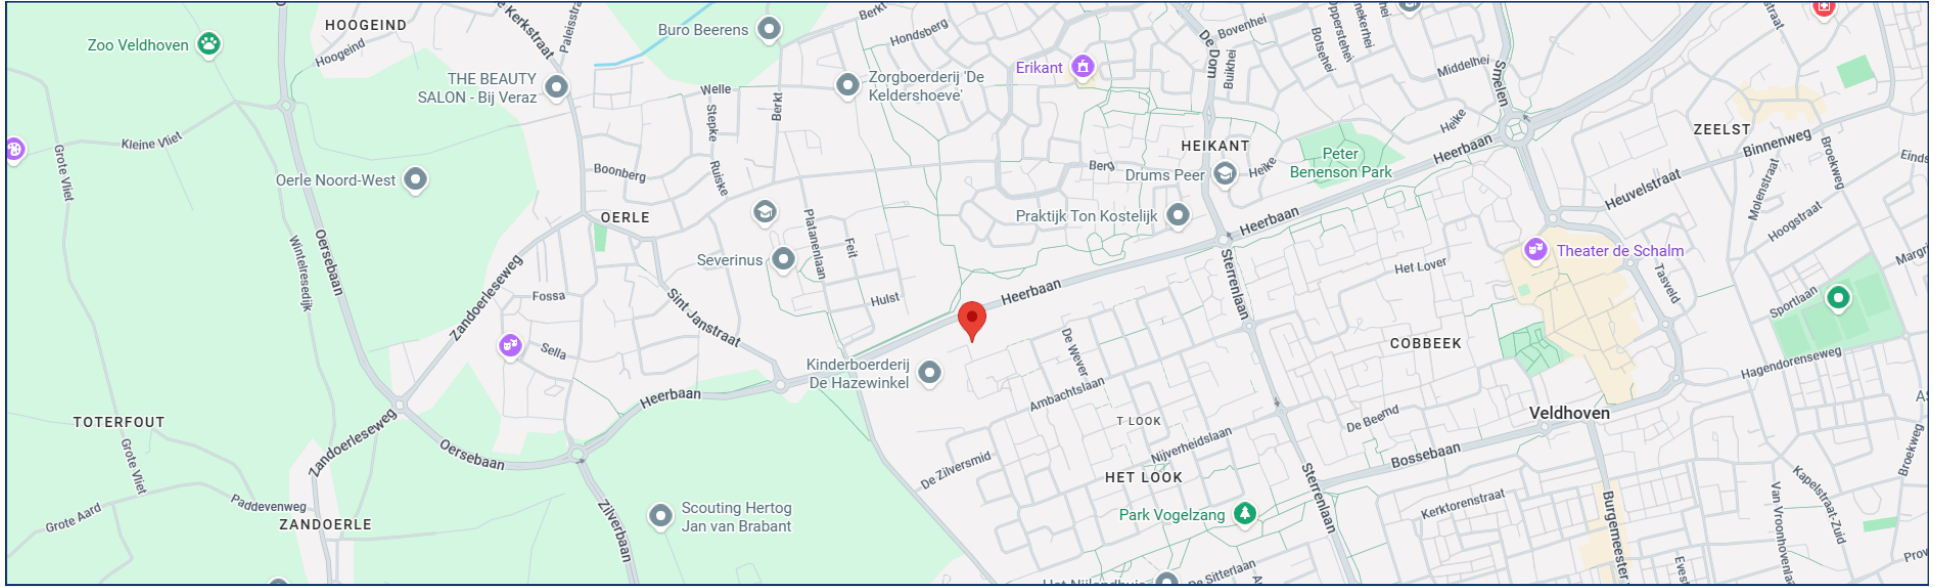 HOOGEIND
Hoogeind
Zoo Veldhoven
Kerkstraat
Buro Beerens
Berkt
Hondsberg
THE BEAUTY
SALON - Bij Veraz
Welle
Stepke
Berkt
Ruiske
Zorgboerderij 'De
Keldershoeve'
Erikant
De Dom
Buikhei
Bovenhei
Botsehei
Middelhei
Smelen
Heike
HEIKANT
Peter
Benenson Park
Heerbaan
ZEELST
Binnenweg
Broekweg
Molenstraat
Heuvelstraat
Hoogstraat
Kleine Vliet
Grote Vliet
Oerle Noord-West
Boonberg
OERLE
Berg
Drums Peer
Heike
Praktijk Ton Kostelijk
Heerbaan
Platanenlaan
Feit
Severinus
Hulst
Heerbaan
Sterrenlaan
Het Lover
Theater de Schalm
Tasveld
Sportlaan
Oersebaan
Wintelresedijk
Zandoerleseweg
Fossa
Sella
Sint Janstraat
Kinderboerderij
De Hazewinkel
De Wever
COBBEEK
Hagendorenseweg
Heerbaan
Ambachtslaan
T LOOK
De Beemd
Veldhoven
TOTERFOUT
Grote Vliet
Zandoerleseweg
Oersebaan
Nijverheidslaan
Bossebaan
De Zilversmid
HET LOOK
Sterrenlaan
Broekweg
Paddevenweg
Grote Aard
ZANDOERLE
Zilverbaan
Scouting Hertog
Jan van Brabant
Park Vogelzang
Kerktorenstraat
Burgemeester
Kapelstraat-Zuid
De Sitterlaan